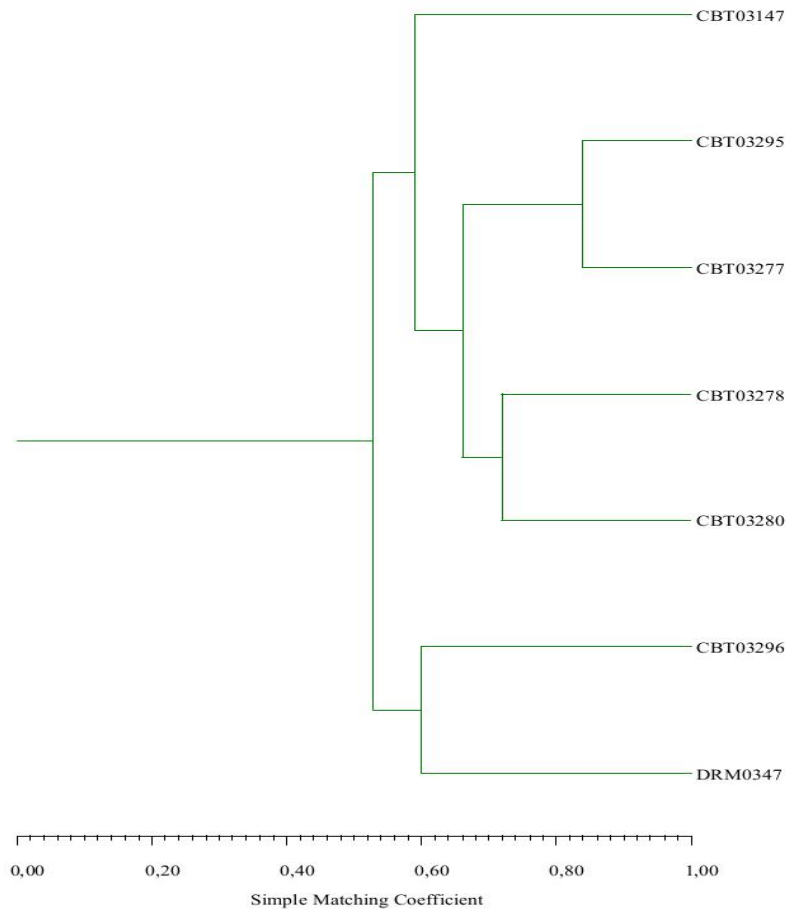 CBT03147
CBT03295
CBT03277
CBT03278
CBT03280
CBT03296
DRM0347
0,00 0,20 0,40 0,60 0,80 1,00
Simple Matching Coefficient